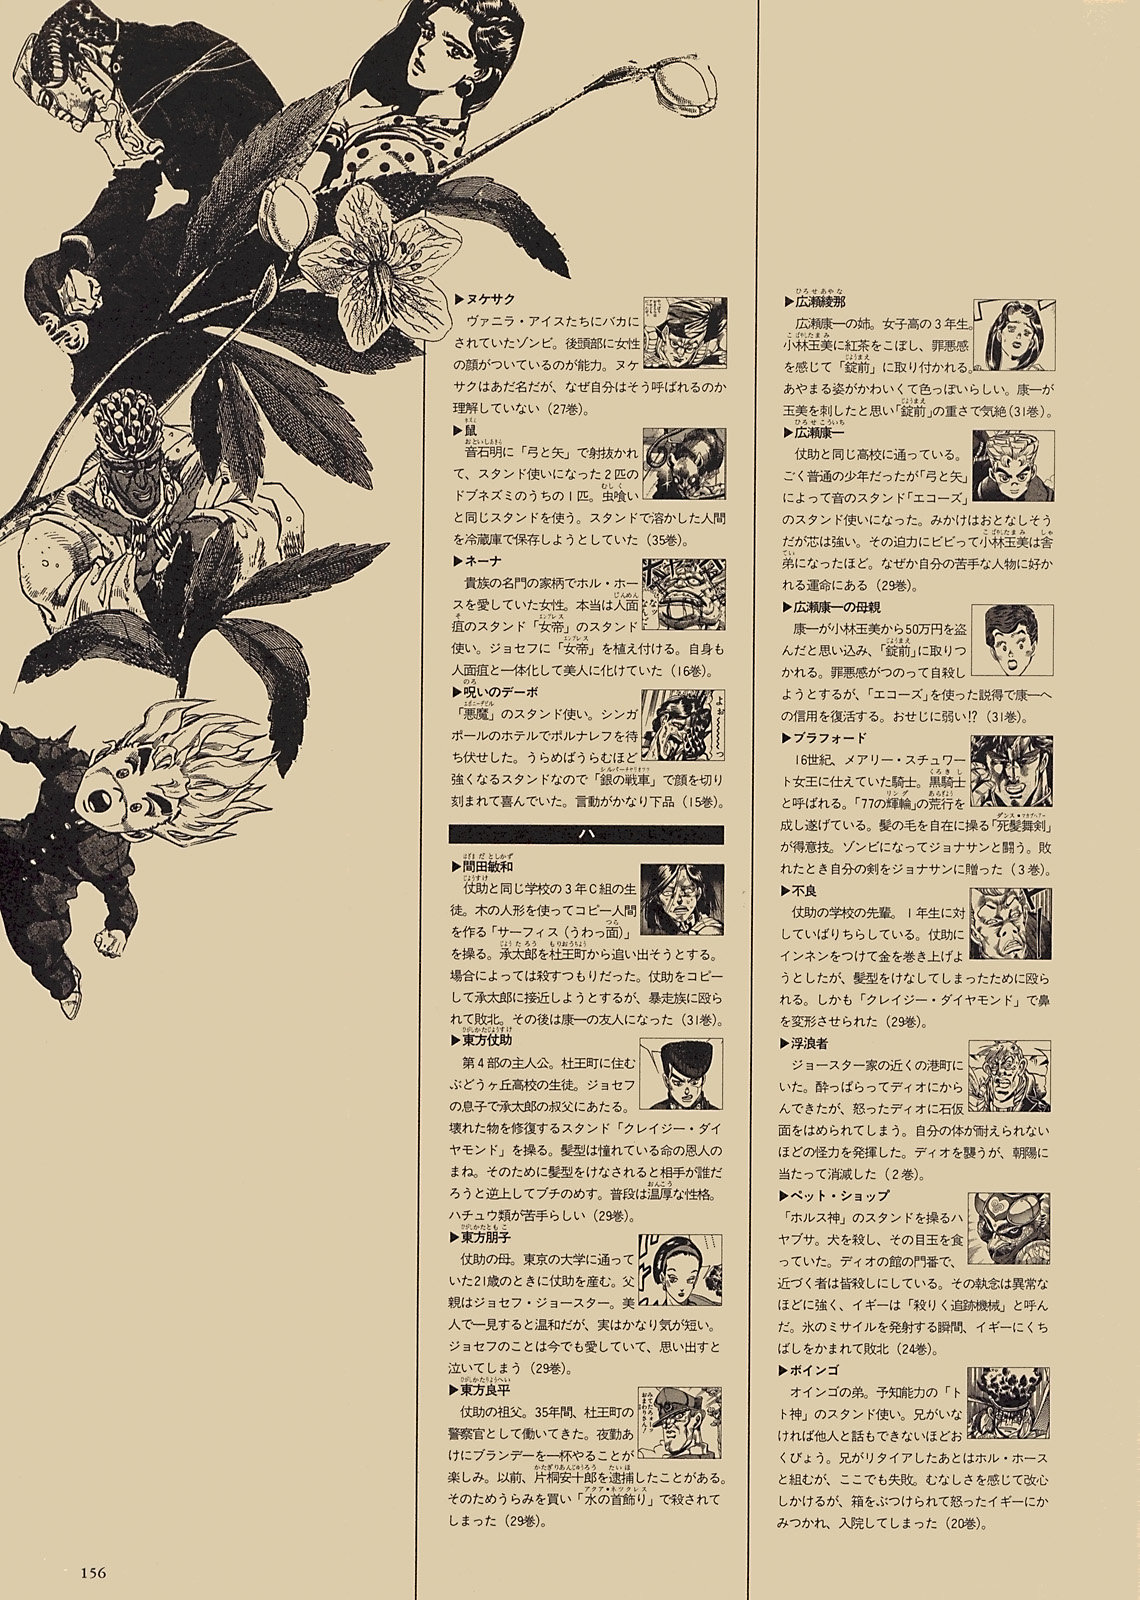 ▶ヌケサク
ヴァニラ・アイスたちにバカに
されていたゾンビ。後頭部に女性
の顔がついているのが能力。ヌケ
サクはあだ名だが、なぜ自分はそう呼ばれるのか
理解していない（27巻）。
▶鼠
音石明に「弓と矢」で射抜かれ
て、スタンド使いになった２匹の
ドブネズミのうちの１匹。虫喰い
と同じスタンドを使う。スタンドで溶かした人間
を冷蔵庫で保存しようとしていた（35巻）。
▶ネーナ
貴族の名門の家柄でホル・ホー
スを愛していた女性。本当は人面
疽のスタンド「女帝」のスタンド
使い。ジョセフに「女帝」を植え付ける。自身も
人面疽と一体化して美人に化けていた（16巻）。
▶呪いのデーボ
「悪魔」のスタンド使い。シンガ
ポールのホテルでポルナレフを待
ち伏せした。うらめばうらむほど
強くなるスタンドなので「銀の戦車」で顔を切り
刻まれて喜んでいた。言動がかなり下品（15巻）。
ハ
▶間田敏和
仗助と同じ学校の３年Ｃ組の生
徒。木の人形を使ってコピー人間
を作る「サーフィス（うわっ面）」
を操る。承太郎を杜王町から追い出そうとする。
場合によっては殺すつもりだった。仗助をコピー
して承太郎に接近しようとするが、暴走族に殴ら
れて敗北。その後は康一の友人になった（31巻）。
▶東方仗助
第４部の主人公。杜王町に住む
ぶどうヶ丘高校の生徒。ジョセフ
の息子で承太郎の叔父にあたる。
壊れた物を修復するスタンド「クレイジー・ダイ
ヤモンド」を操る。髪型は憧れている命の恩人の
まね。そのために髪型をけなされると相手が誰だ
ろうと逆上してブチのめす。普段は温厚な性格。
ハチュウ類が苦手らしい（29巻）。
▶東方朋子
仗助の母。東京の大学に通って
いた21歳のときに仗助を産む。父
親はジョセフ・ジョースター。美
人で一見すると温和だが、実はかなり気が短い。
ジョセフのことは今でも愛していて、思い出すと
泣いてしまう（29巻）。
▶東方良平
仗助の祖父。35年間、杜王町の
警察官として働いてきた。夜勤あ
けにブランデーを一杯やることが
楽しみ。以前、片桐安十郎を逮捕したことがある。
そのためうらみを買い「水の首飾り」で殺されて
しまった（29巻）。
▶広瀬綾那
広瀬康一の姉。女子高の３年生。
小林玉美に紅茶をこぼし、罪悪感
を感じて「錠前」に取り付かれる。
あやまる姿がかわいくて色っぽいらしい。康一が
玉美を刺したと思い「錠前」の重さで気絶（31巻）。
▶広瀬康一
仗助と同じ高校に通っている。
ごく普通の少年だったが「弓と矢」
によって音のスタンド「エコーズ」
のスタンド使いになった。みかけはおとなしそう
だが芯は強い。その迫力にビビって小林玉美は舎
弟になったほど。なぜか自分の苦手な人物に好か
れる運命にある（29巻）。
▶広瀬康一の母親
康一が小林玉美から50万円を盗
んだと思い込み、「錠前」に取りつ
かれる。罪悪感がつのって自殺し
ようとするが、「エコーズ」を使った説得で康一へ
の信用を復活する。おせじに弱い!?（31巻）。
▶ブラフォード
16世紀、メアリー・スチュワー
ト女王に仕えていた騎士。黒騎士
と呼ばれる。「77の輝輪」の荒行を
成し遂げている。髪の毛を自在に操る「死髪舞剣」
が得意技。ゾンビになってジョナサンと闘う。敗
れたとき自分の剣をジョナサンに贈った（３巻）。
▶不良
仗助の学校の先輩。１年生に対
していばりちらしている。仗助に
インネンをつけて金を巻き上げよ
うとしたが、髪型をけなしてしまったために殴ら
れる。しかも「クレイジー・ダイヤモンド」で鼻
を変形させられた（29巻）。
▶浮浪者
ジョースター家の近くの港町に
いた。酔っぱらってディオにから
んできたが、怒ったディオに石仮
面をはめられてしまう。自分の体が耐えられない
ほどの怪力を発揮した。ディオを襲うが、朝陽に
当たって消滅した（２巻）。
▶ペット・ショップ
「ホルス神」のスタンドを操るハ
ヤブサ。犬を殺し、その目玉を食
っていた。ディオの館の門番で、
近づく者は皆殺しにしている。その執念は異常な
ほどに強く、イギーは「殺りく追跡機械」と呼ん
だ。氷のミサイルを発射する瞬間、イギーにくち
ばしをかまれて敗北（24巻）。
▶ボインゴ
オインゴの弟。予知能力の「ト
ト神」のスタンド使い。兄がいな
ければ他人と話もできないほどお
くびょう。兄がリタイアしたあとはホル・ホース
と組むが、ここでも失敗。むなしさを感じて改心
しかけるが、箱をぶつけられて怒ったイギーにか
みつかれ、入院してしまった（20巻）。
156